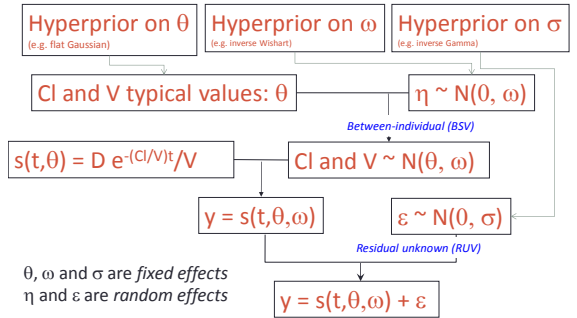 Hyperprior on θ
(e.g. flat Gaussian)
Hyperprior on ω
(e.g. inverse Wishart)
Hyperprior on σ
(e.g. inverse Gamma)
Cl and V typical values: θ
η ~ N(0, ω)
Between-individual (BSV)
s(t,θ) = D e-(Cl/V)t/V
Cl and V ~ N(θ, ω)
y = s(t,θ,ω)
ε ~ N(0, σ)
Residual unknown (RUV)
θ, ω and σ are fixed effects
η and ε are random effects
y = s(t,θ,ω) + ε